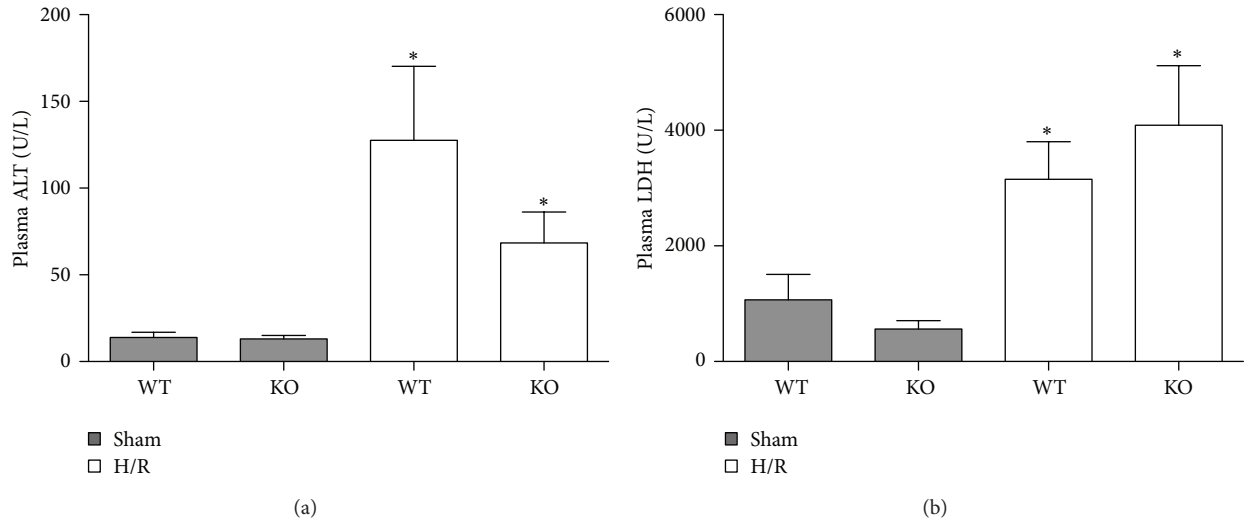 Plasma ALT (U/L)
200
150
100
50
0
*
*
WT
KO
WT
KO
Sham
H/R
(a)
Plasma LDH (U/L)
6000
4000
2000
0
*
*
WT
KO
WT
KO
Sham
H/R
(b)